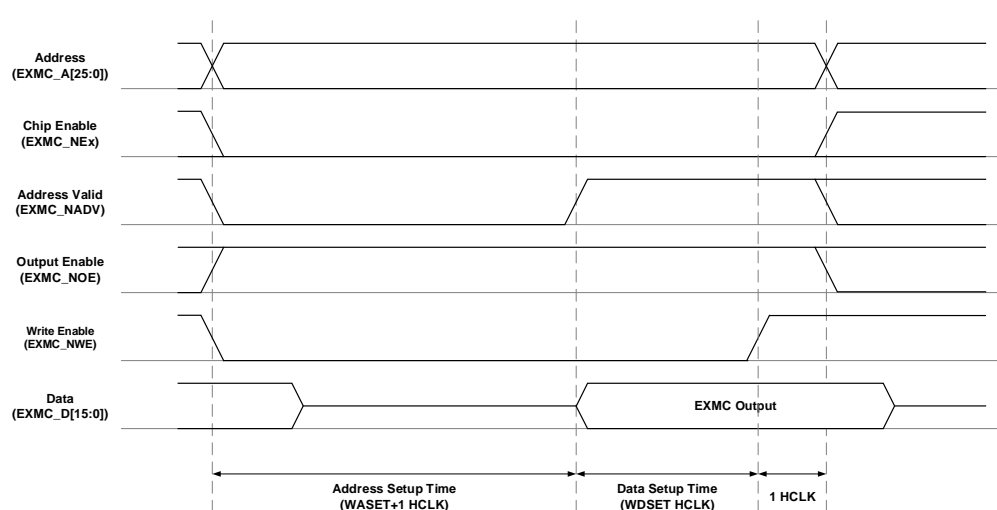 Address
(EXMC_A[25:0])
Chip Enable
(EXMC_NEx)
Address Valid
(EXMC_NADV)
Output Enable
(EXMC_NOE)
Write Enable
(EXMC_NWE)
Data
(EXMC_D[15:0])
EXMC Output
Address Setup Time
(WASET+1 HCLK)
Data Setup Time
(WDSET HCLK)
1 HCLK